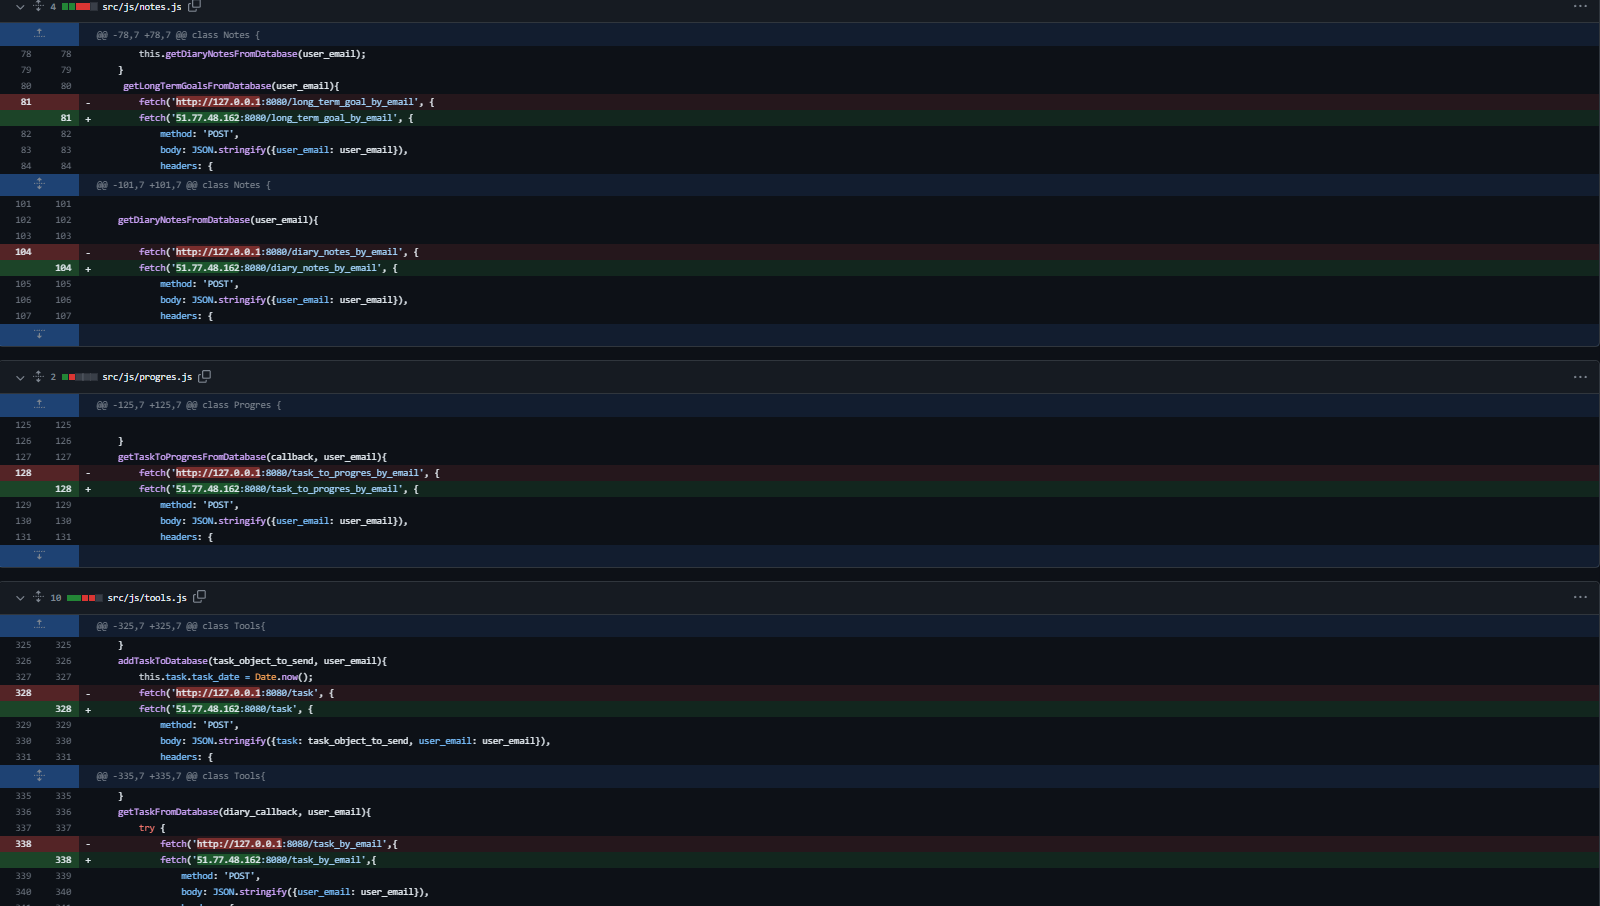 4 src/js/notes.js
@@ -78,7 +78,7 @@ class Notes {
78 78 this.getDiaryNotesFromDatabase(user_email);
79 79 }
80 80 getLongTermGoalsFromDatabase(user_email){
81 - fetch('http://127.0.0.1:8080/long_term_goal_by_email', {
81 + fetch('51.77.48.162:8080/long_term_goal_by_email', {
82 82 method: 'POST',
83 83 body: JSON.stringify({user_email: user_email}),
84 84 headers: {
@@ -101,7 +101,7 @@ class Notes {
101 101
102 102 getDiaryNotesFromDatabase(user_email){
103 103
104 - fetch('http://127.0.0.1:8080/diary_notes_by_email', {
104 + fetch('51.77.48.162:8080/diary_notes_by_email', {
105 105 method: 'POST',
106 106 body: JSON.stringify({user_email: user_email}),
107 107 headers: {
2 src/js/progres.js
@@ -125,7 +125,7 @@ class Progres {
125 125
126 126 }
127 127 getTaskToProgresFromDatabase(callback, user_email){
128 - fetch('http://127.0.0.1:8080/task_to_progres_by_email', {
128 + fetch('51.77.48.162:8080/task_to_progres_by_email', {
129 129 method: 'POST',
130 130 body: JSON.stringify({user_email: user_email}),
131 131 headers: {
10 src/js/tools.js
@@ -325,7 +325,7 @@ class Tools{
325 325 }
326 326 addTaskToDatabase(task_object_to_send, user_email){
327 327 this.task.task_date = Date.now();
328 - fetch('http://127.0.0.1:8080/task', {
328 + fetch('51.77.48.162:8080/task', {
329 329 method: 'POST',
330 330 body: JSON.stringify({task: task_object_to_send, user_email: user_email}),
331 331 headers: {
@@ -335,7 +335,7 @@ class Tools{
335 335 }
336 336 getTaskFromDatabase(diary_callback, user_email){
337 337 try {
338 - fetch('http://127.0.0.1:8080/task_by_email',{
338 + fetch('51.77.48.162:8080/task_by_email',{
339 339 method: 'POST',
340 340 body: JSON.stringify({user_email: user_email}),